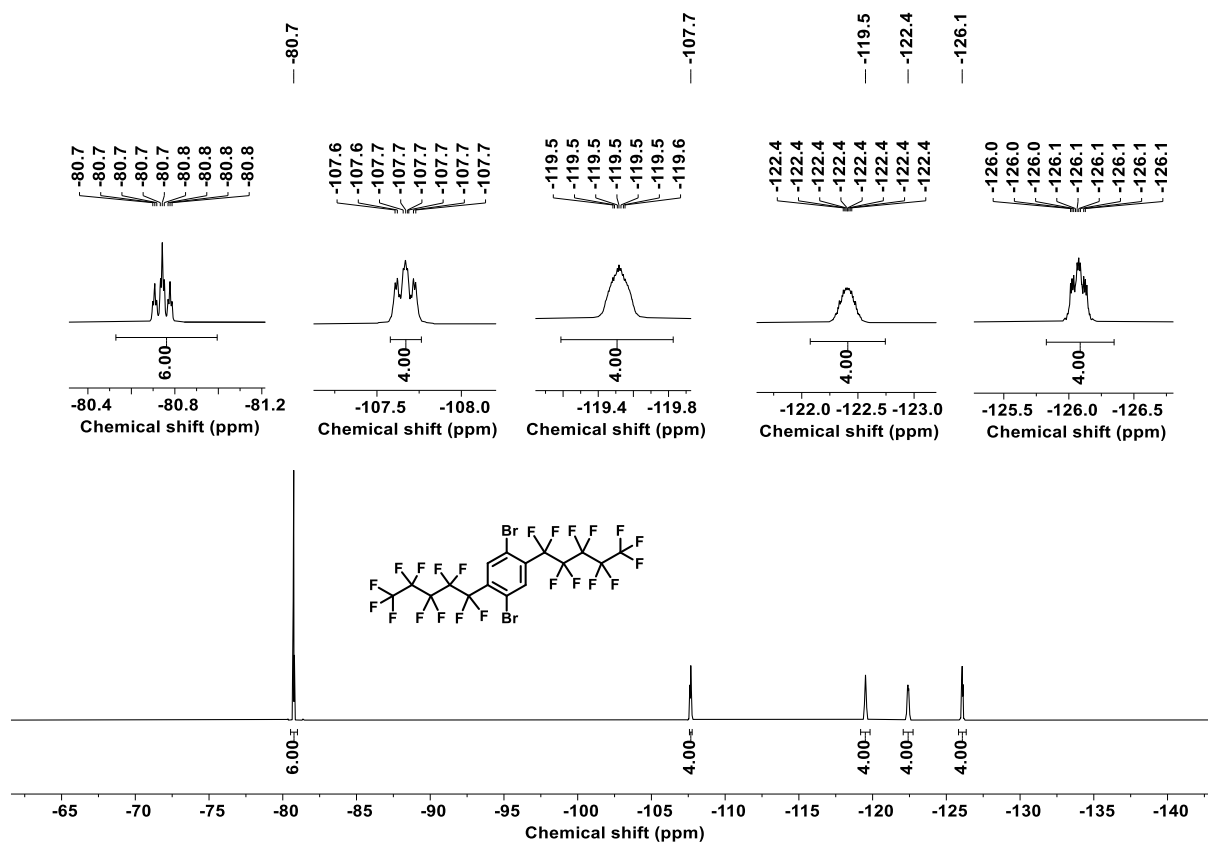 -80.7
-107.7
-119.5
-122.4
-126.1
-80.7 -80.7 -80.7 -80.7 -80.7 -80.8 -80.8 -80.8 -80.8
-107.6 -107.6 -107.7 -107.7 -107.7 -107.7 -107.7 -107.7
-119.5 -119.5 -119.5 -119.5 -119.5 -119.5 -119.6
-122.4 -122.4 -122.4 -122.4 -122.4 -122.4 -122.4 -122.4
-126.0 -126.0 -126.0 -126.1 -126.1 -126.1 -126.1 -126.1 -126.1
6.00
4.00
4.00
4.00
4.00
-80.4 -80.8 -81.2
Chemical shift (ppm)
-107.5 -108.0
Chemical shift (ppm)
-119.4 -119.8
Chemical shift (ppm)
-122.0 -122.5 -123.0
Chemical shift (ppm)
-125.5 -126.0 -126.5
Chemical shift (ppm)
Br F F F F F F
F
F F F F F F F F F
F F F F F Br
6.00
4.00
4.00
4.00
4.00
-65 -70 -75 -80 -85 -90 -95 -100 -105 -110 -115 -120 -125 -130 -135 -140
Chemical shift (ppm)